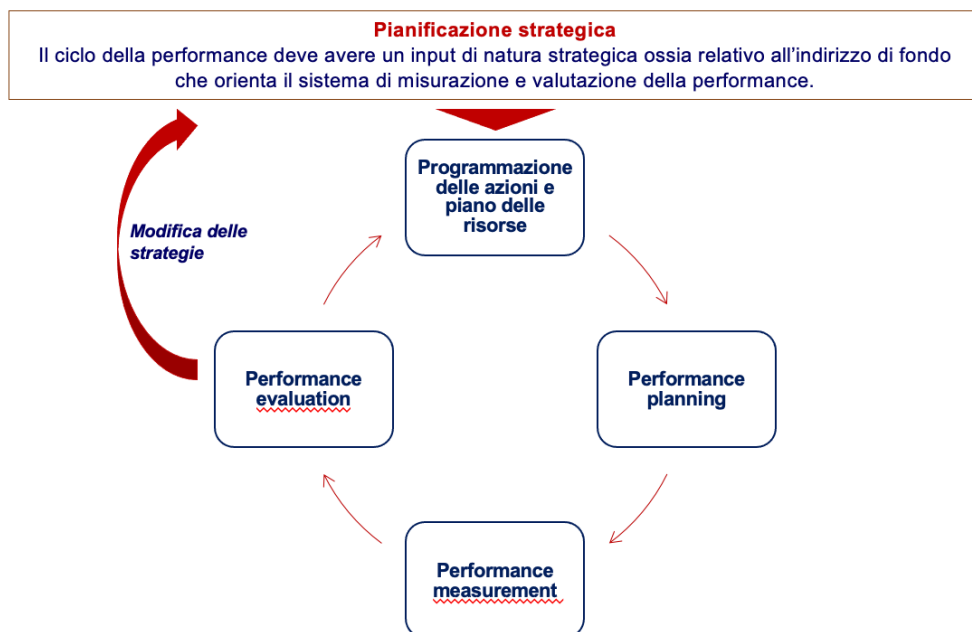 Pianificazione strategica
Il ciclo della performance deve avere un input di natura strategica ossia relativo all'indirizzo di fondo
che orienta il sistema di misurazione e valutazione della performance.
Programmazione
delle azioni e
piano delle
risorse
Modifica delle
strategie
Performance
evaluation
Performance
planning
Performance
measurement